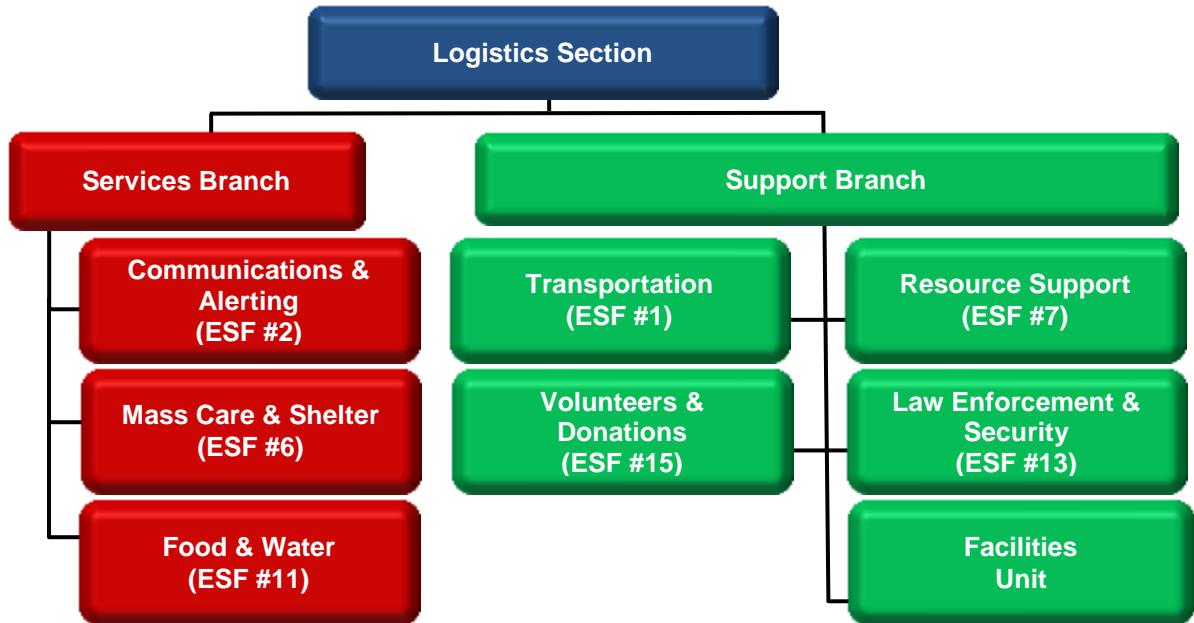 Logistics Section
Services Branch
Support Branch
Communications &
Alerting
(ESF #2)
Transportation
(ESF #1)
Resource Support
(ESF #7)
Mass Care & Shelter
(ESF #6)
Volunteers &
Donations
(ESF #15)
Law Enforcement &
Security
(ESF #13)
Food & Water
(ESF #11)
Facilities
Unit